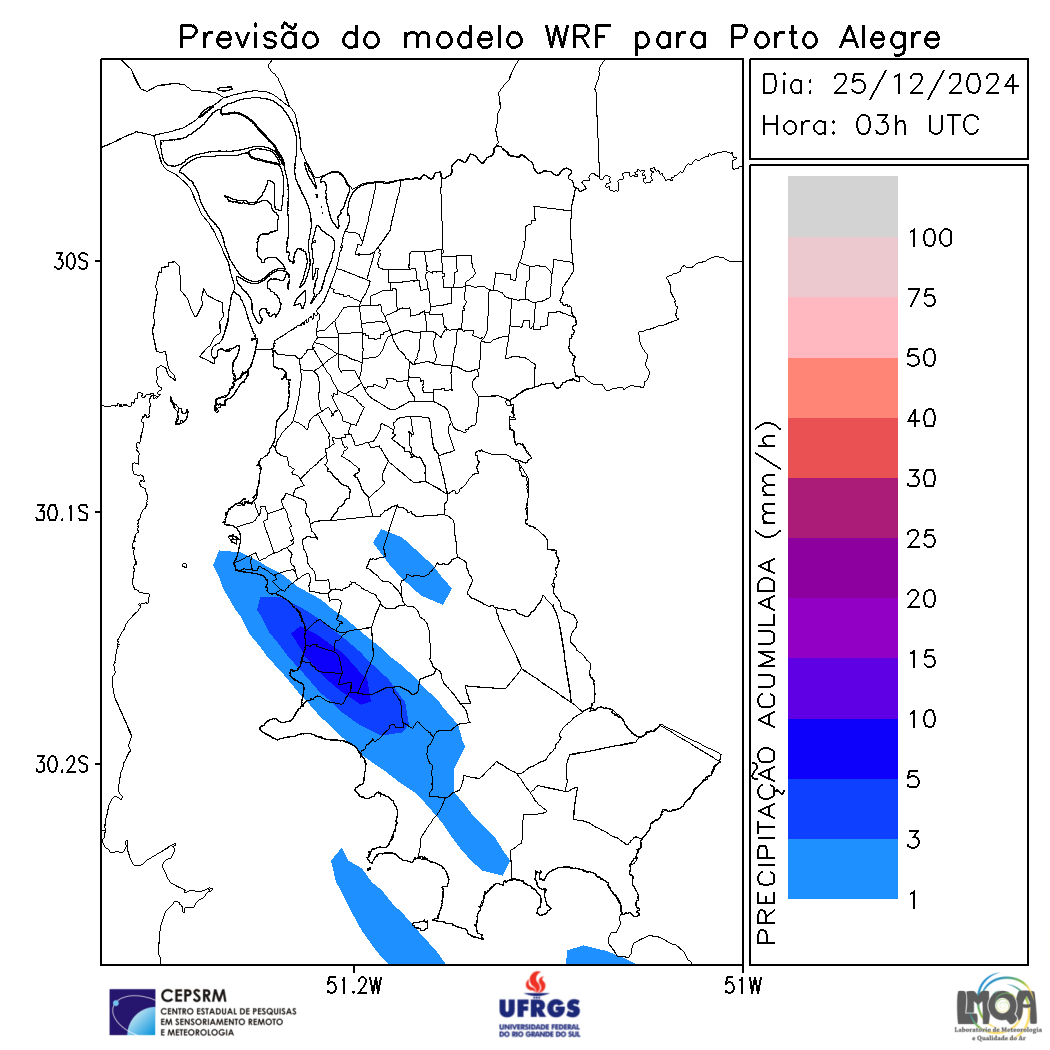 Previsão do modelo WRF para Porto Alegre
Dia: 25/12/2024
Hora: 03h UTC
30S
30.1S
30.2S
51.2W
51W
PRECIPITAÇÃO ACUMULADA (mm/h)
100
75
50
40
30
25
20
15
10
5
3
1
CEPSRM
CENTRO ESTADUAL DE PESQUISAS
EM SENSORIAMENTO REMOTO
E METEOROLOGIA
UFRGS
UNIVERSIDADE FEDERAL
DO RIO GRANDE DO SUL
LMQA
Laboratório de Meteorologia
e Qualidade do Ar